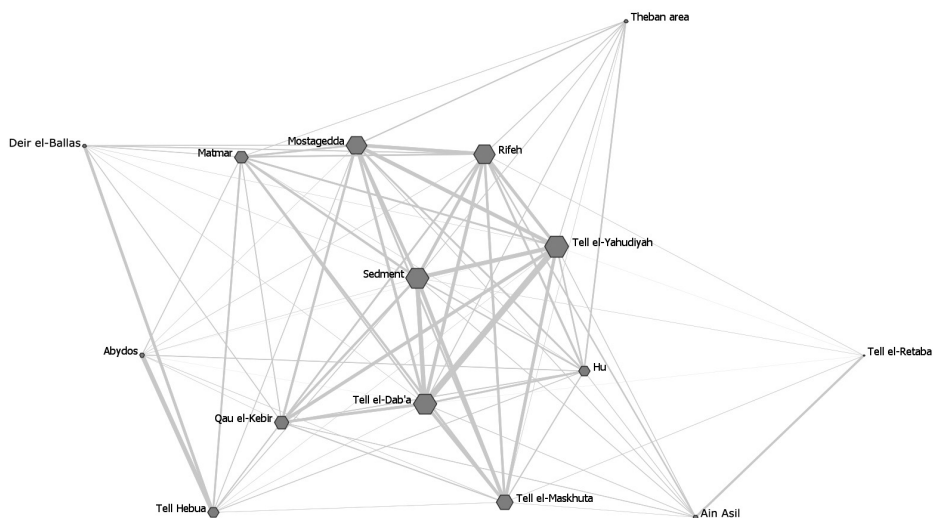 Theban area
Deir el-Ballas
Mostagedda
Matmar
Rifeh
Tell el-Yahudiyah
Sedment
Abydos
Tell el-Retaba
Hu
Tell el-Dab'a
Qau el-Kebir
Tell el-Maskhuta
Tell Hebua
Ain Asil